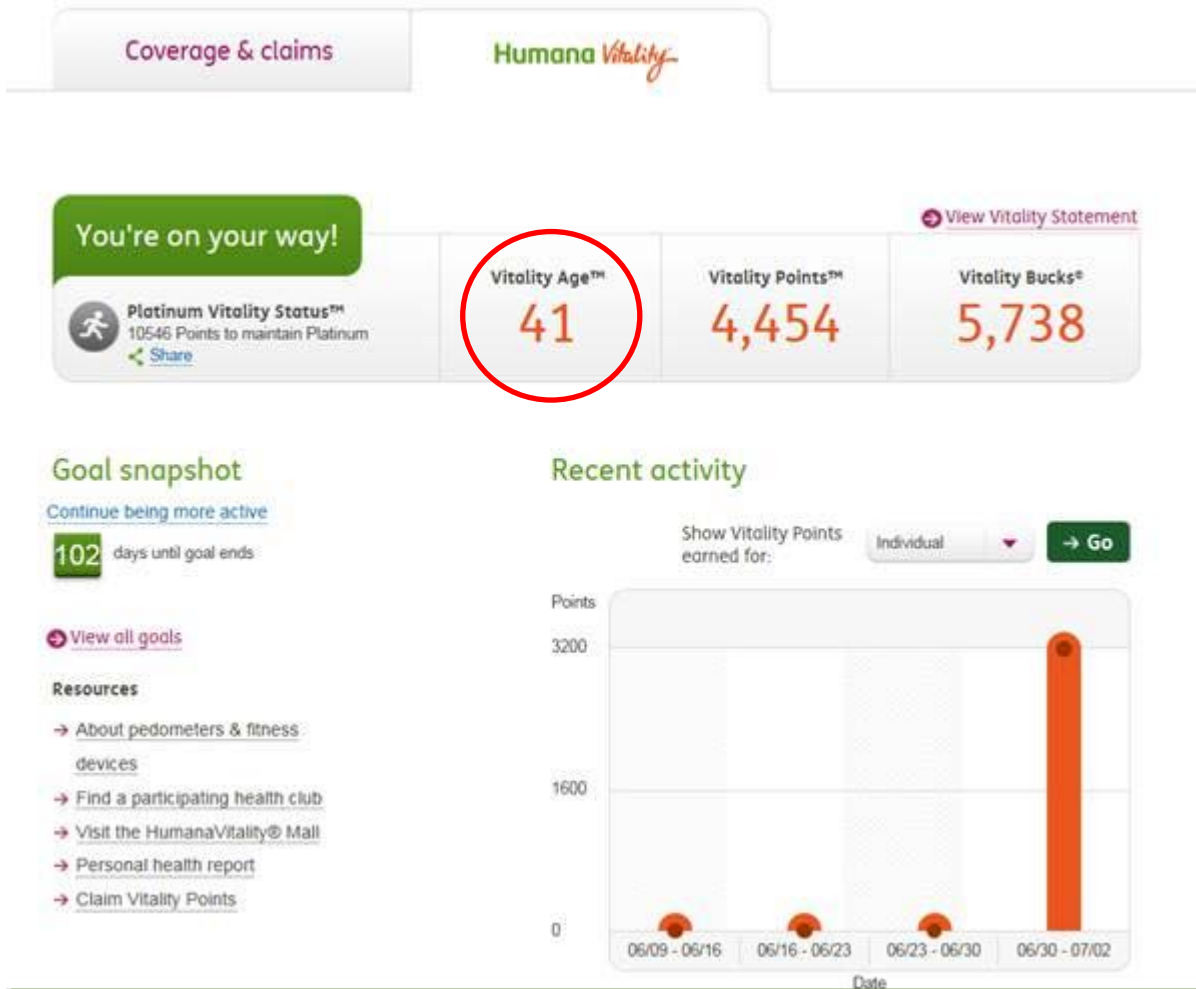 Coverage & claims
Humana Vitality
View Vitality Statement
You're on your way!
Platinum Vitality Status™
10546 Points to maintain Platinum
Share
Vitality Age™
41
Vitality Points™
4,454
Vitality Bucks®
5,738
Goal snapshot
Continue being more active
102 days until goal ends
View all goals
Resources
About pedometers & fitness
devices
Find a participating health club
Visit the HumanaVitality® Mall
Personal health report
Claim Vitality Points
Recent activity
Show Vitality Points
earned for:
Individual
Go
Points
3200
1600
0
06/09 - 06/16 06/16 - 06/23 06/23 - 06/30 06/30 - 07/02
Date